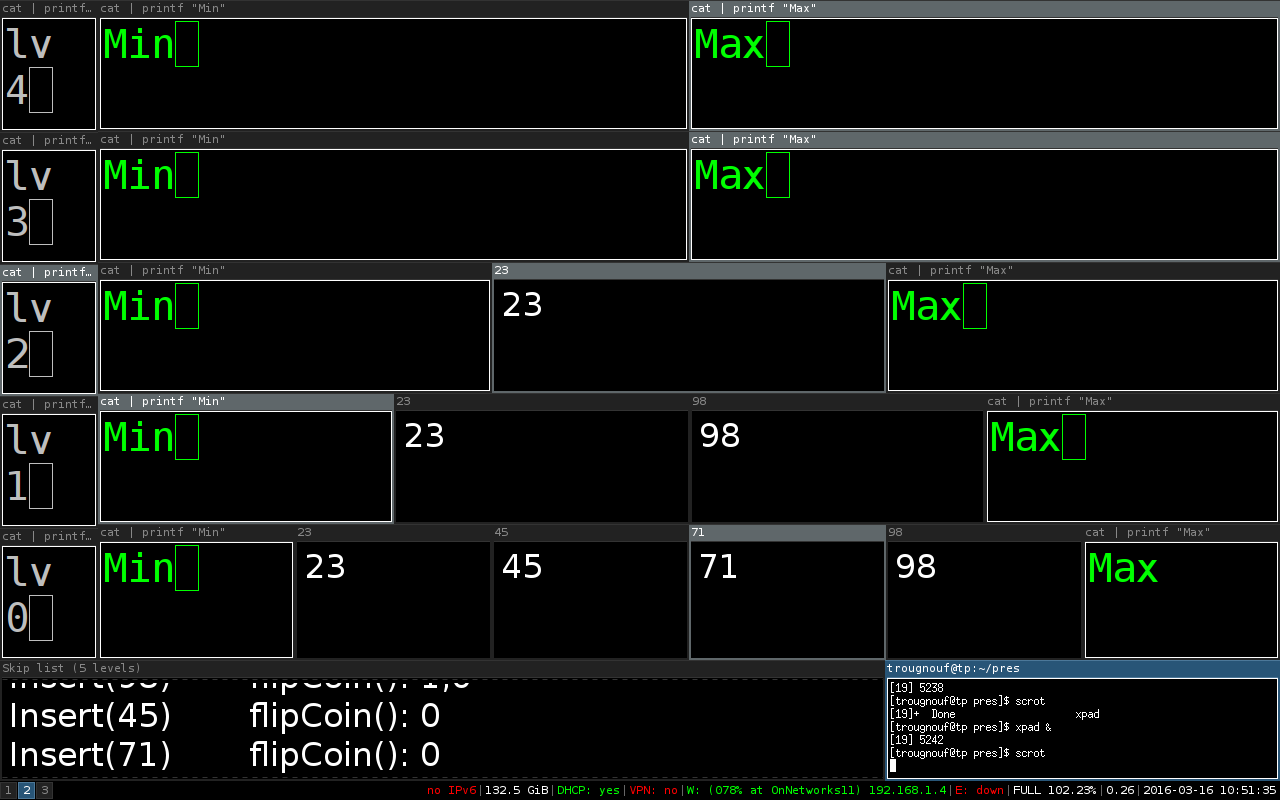 cat | printf… cat | printf "Min" cat | printf "Max"
lv Min Max
4
cat | printf… cat | printf "Min" cat | printf "Max"
lv Min Max
3
cat | printf… cat | printf "Min" 23 cat | printf "Max"
lv Min 23 Max
2
cat | printf… cat | printf "Min" 23 98 cat | printf "Max"
lv Min 23 98 Max
1
cat | printf… cat | printf "Min" 23 45 71 98 cat | printf "Max"
lv Min 23 45 71 98 Max
0
Skip list (5 levels)
Insert(98) flipCoin(): 1,0
Insert(45) flipCoin(): 0
Insert(71) flipCoin(): 0
trougnouf@tp:~/pres
[19] 5238
[trougnouf@tp pres]$ scrot
[19]+ Done xpad
[trougnouf@tp pres]$ xpad &
[19] 5242
[trougnouf@tp pres]$ scrot
1 2 3 no IPv6|132.5 GiB|DHCP: yes|VPN: no|W: (078% at OnNetworks11) 192.168.1.4|E: down|FULL 102.23%|0.26|2016-03-16 10:51:35